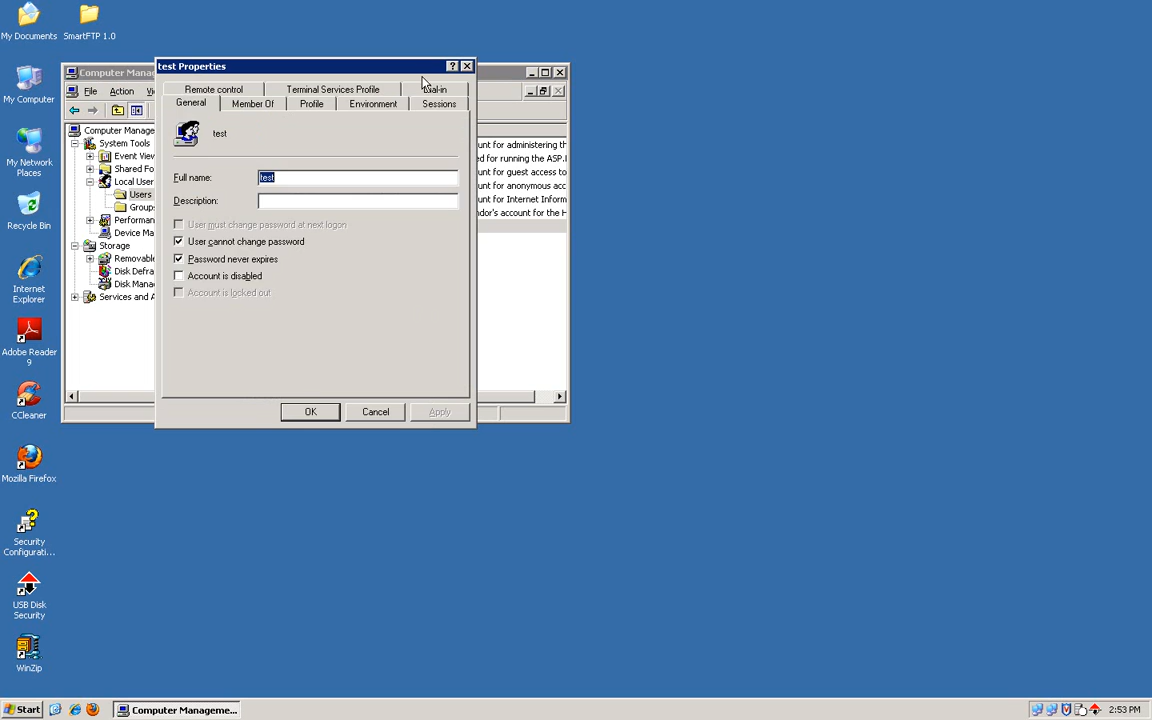 My Documents
SmartFTP 1.0
My Computer
My Network
Places
Recycle Bin
Internet
Explorer
Adobe Reader
9
CCleaner
Mozilla Firefox
Security
Configurati...
USB Disk
Security
WinZip
Computer Mana
File Action
Computer Manage
System Tools
Event View
Shared Fo
Local User
Users
Groups
Performan
Device Ma
Storage
Removable
Disk Defra
Disk Mana
Services and A
unt for administering th
d for running the ASP.
unt for guest access to
unt for anonymous acc
unt for Internet Inform
ndor's account for the H
test Properties
Remote control Terminal Services Profile
General Member Of Profile Environment Sessions
test
Full name: test
Description:
User must change password at next logon
User cannot change password
Password never expires
Account is disabled
Account is locked out
OK Cancel Apply
Start Computer Manageme... 2:53 PM